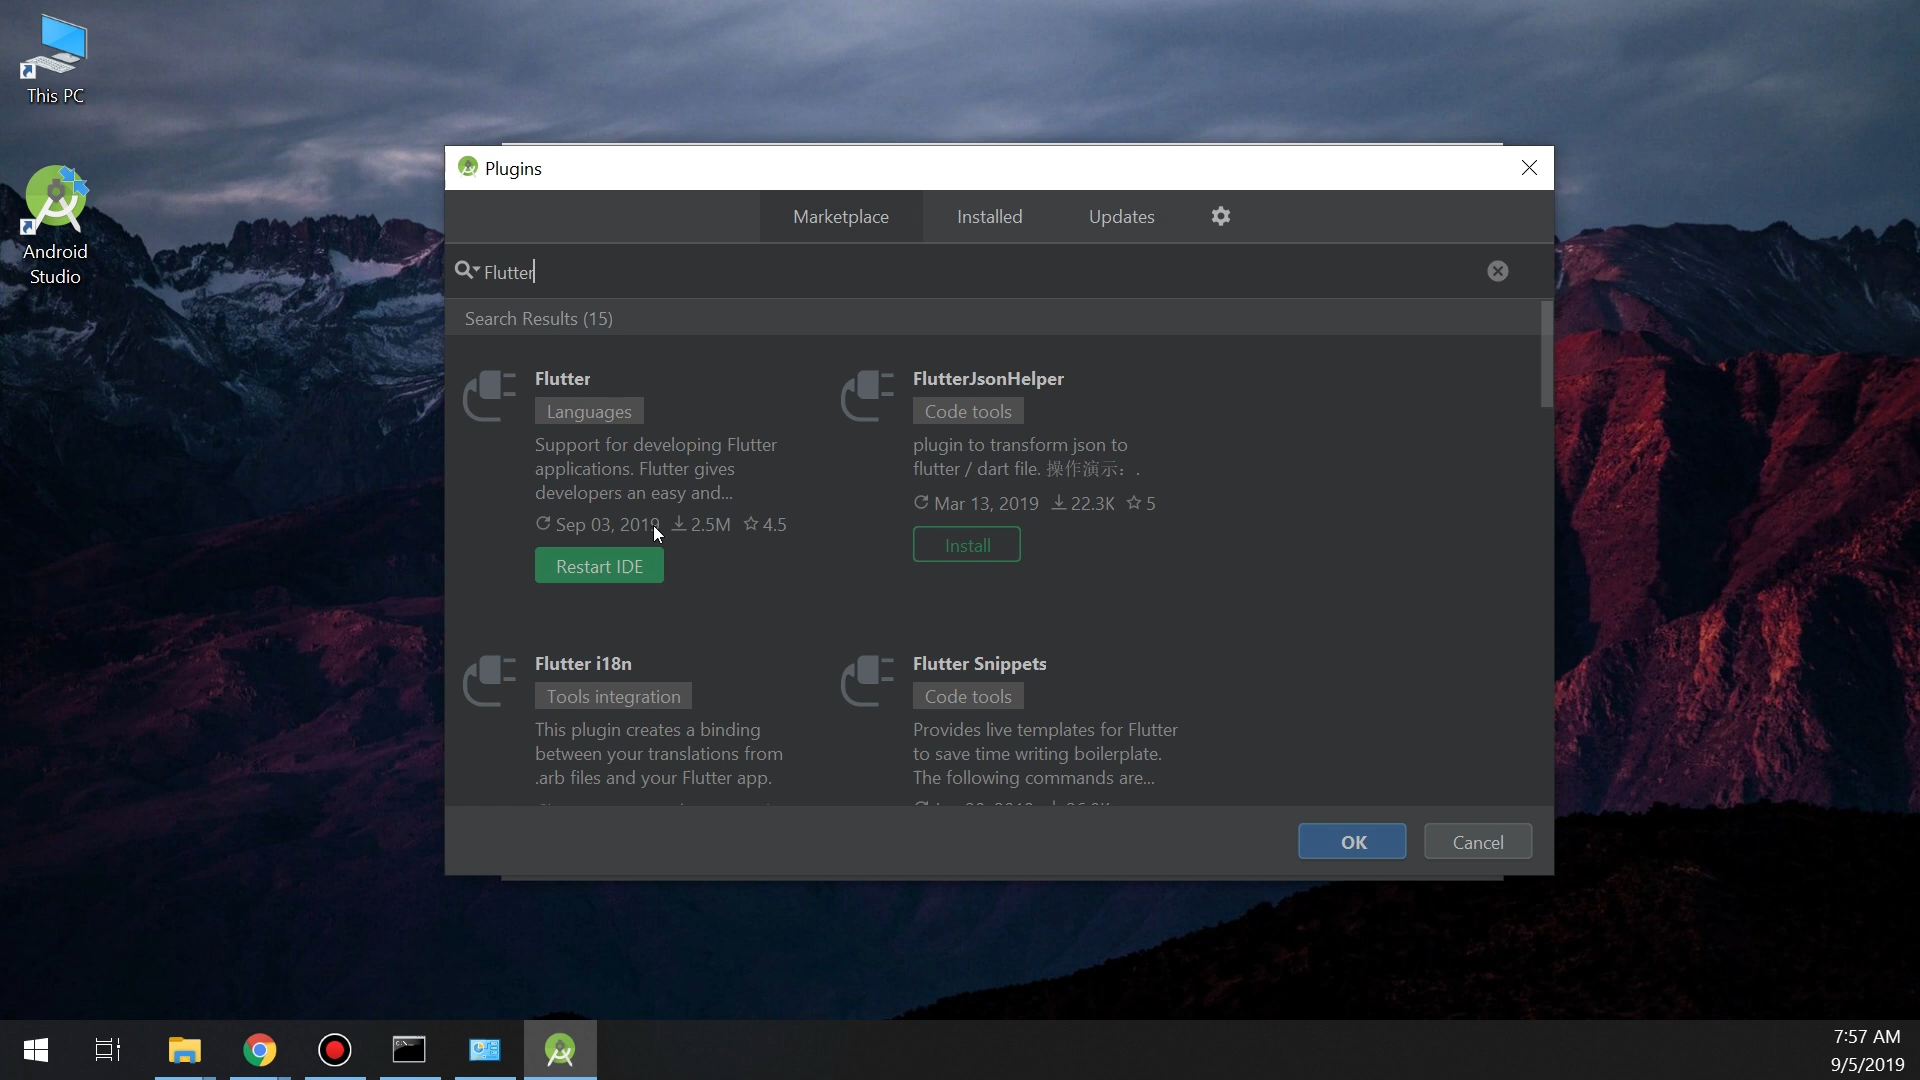 This PC
Android
Studio
Plugins
Marketplace
Installed
Updates
Flutter
Search Results (15)
Flutter
Languages
Support for developing Flutter
applications. Flutter gives
developers an easy and...
Sep 03, 2019 2.5M 4.5
Restart IDE
FlutterJsonHelper
Code tools
plugin to transform json to
flutter / dart file. 操作演示: .
Mar 13, 2019 22.3K 5
Install
Flutter i18n
Tools integration
This plugin creates a binding
between your translations from
.arb files and your Flutter app.
Flutter Snippets
Code tools
Provides live templates for Flutter
to save time writing boilerplate.
The following commands are...
OK
Cancel
7:57 AM
9/5/2019